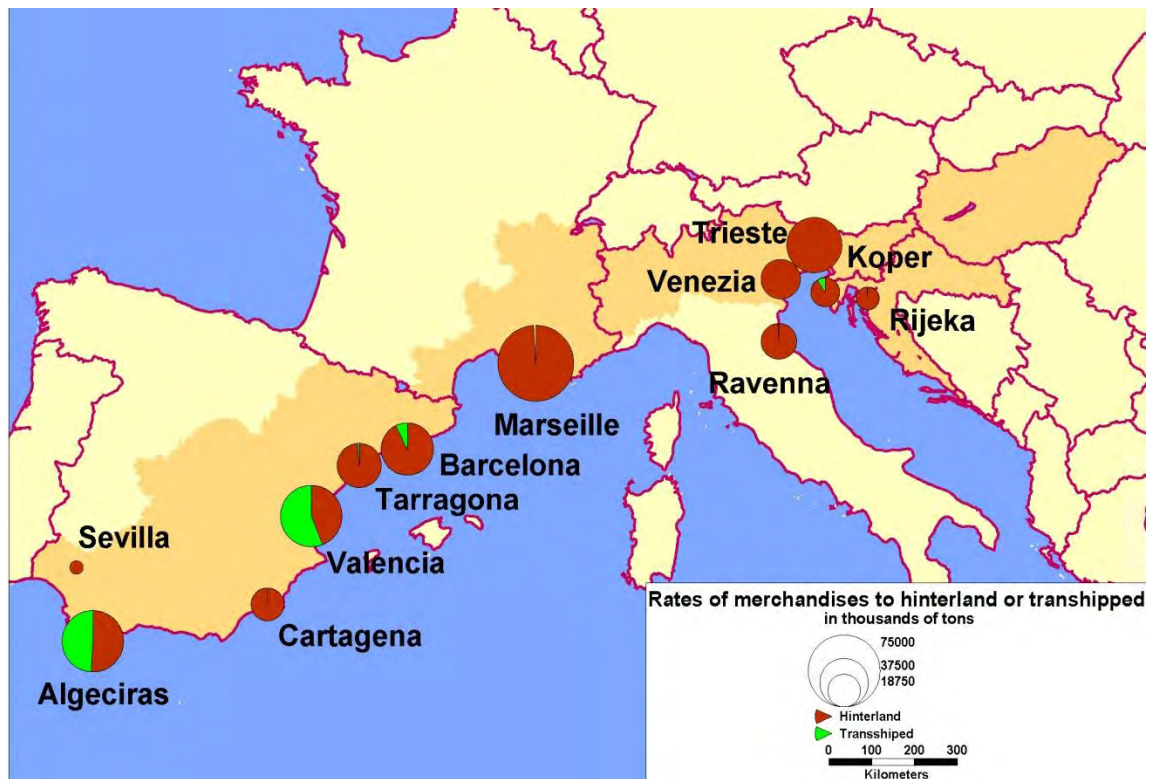 Trieste
Koper
Venezia
Rijeka
Ravenna
Marseille
Barcelona
Tarragona
Sevilla
Valencia
Cartagena
Algeciras
Rates of merchandises to hinterland or transhipped
in thousands of tons
75000
37500
18750
Hinterland
Transshiped
0 100 200 300
Kilometers